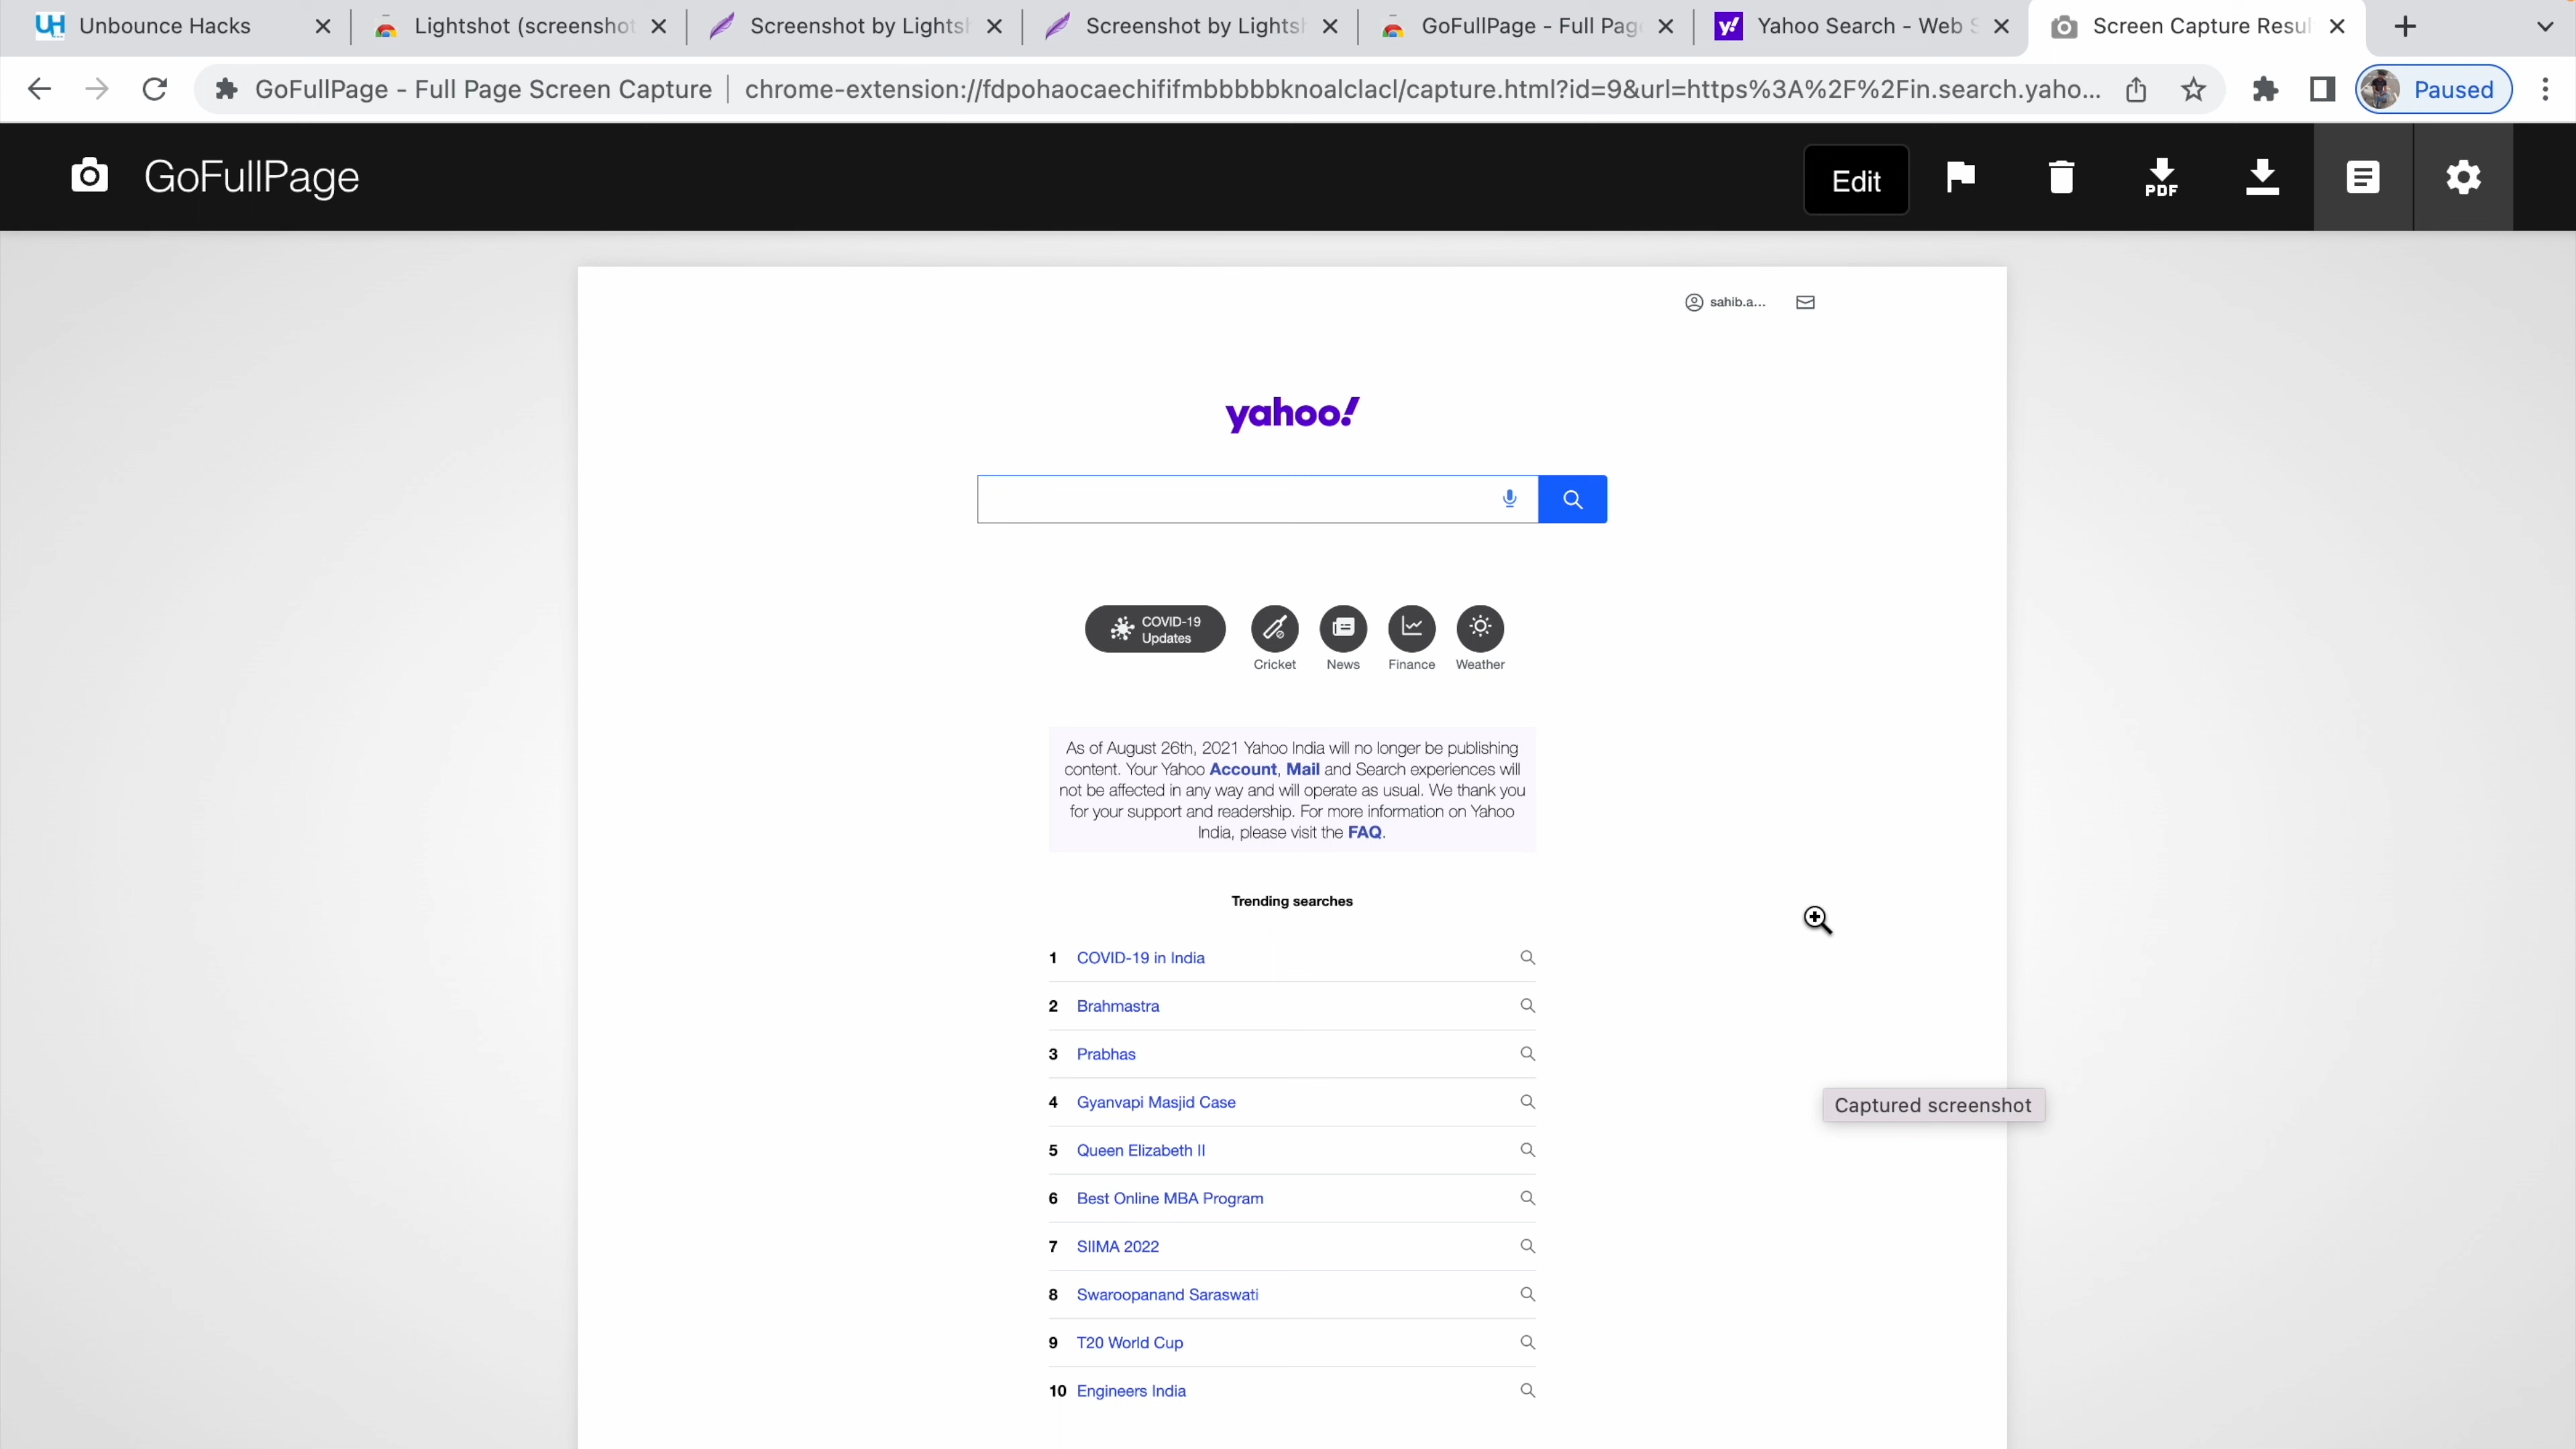 Unbounce Hacks
Lightshot (screenshot
Screenshot by Lightsh
Screenshot by Lightsh
GoFullPage - Full Page
Yahoo Search - Web S
Screen Capture Resul
GoFullPage - Full Page Screen Capture
chrome-extension://fdpohaocaechififmbbbbbknoalclacl/capture.html?id=9&url=https%3A%2F%2Fin.search.yaho...
Paused
GoFullPage
Edit
PDF
sahib.a...
yahoo!
COVID-19
Updates
Cricket
News
Finance
Weather
As of August 26th, 2021 Yahoo India will no longer be publishing
content. Your Yahoo Account, Mail and Search experiences will
not be affected in any way and will operate as usual. We thank you
for your support and readership. For more information on Yahoo
India, please visit the FAQ.
Trending searches
1 COVID-19 in India
2 Brahmastra
3 Prabhas
4 Gyanvapi Masjid Case
Captured screenshot
5 Queen Elizabeth II
6 Best Online MBA Program
7 SIIMA 2022
8 Swaroopanand Saraswati
9 T20 World Cup
10 Engineers India